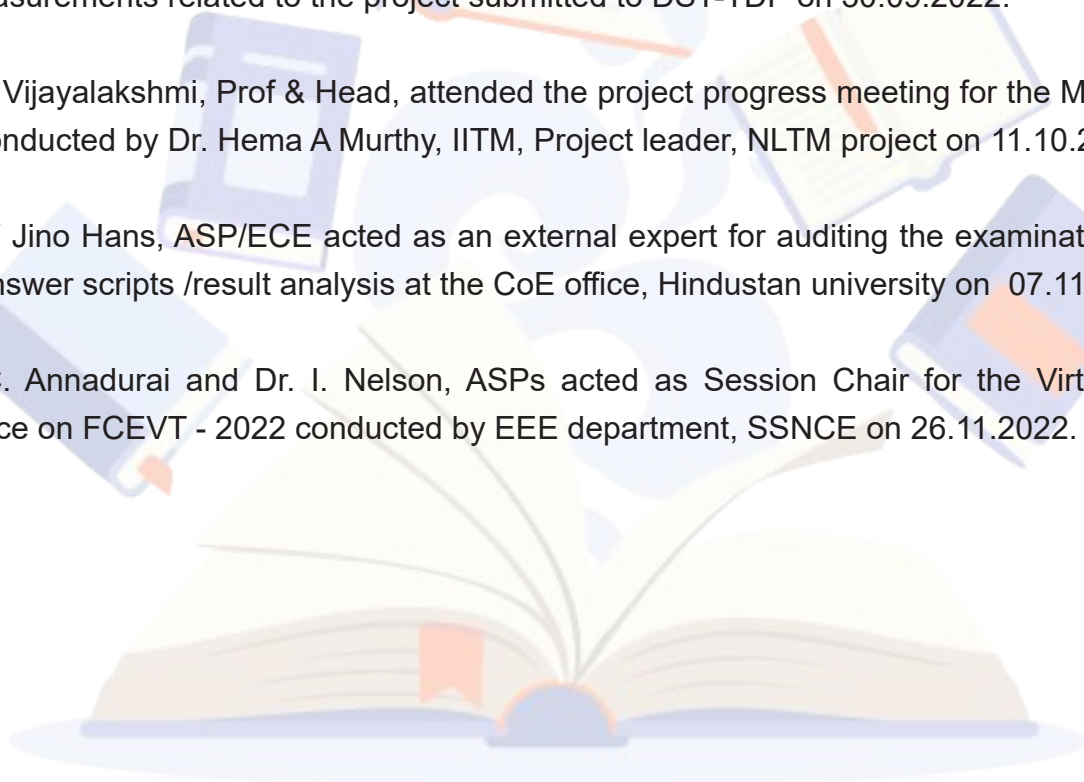 related to the project submitted to DST-TDP on 30.09.2022.
Vijayalakshmi, Prof & Head, attended the project progress meeting for the M
onducted by Dr. Hema A Murthy, IITM, Project leader, NLTM project on 11.10.2
Jino Hans, ASP/ECE acted as an external expert for auditing the examinat
nswer scripts /result analysis at the CoE office, Hindustan university on 07.11
C. Annadurai and Dr. I. Nelson, ASPs acted as Session Chair for the Virt
ce on FCEVT - 2022 conducted by EEE department, SSNCE on 26.11.2022.